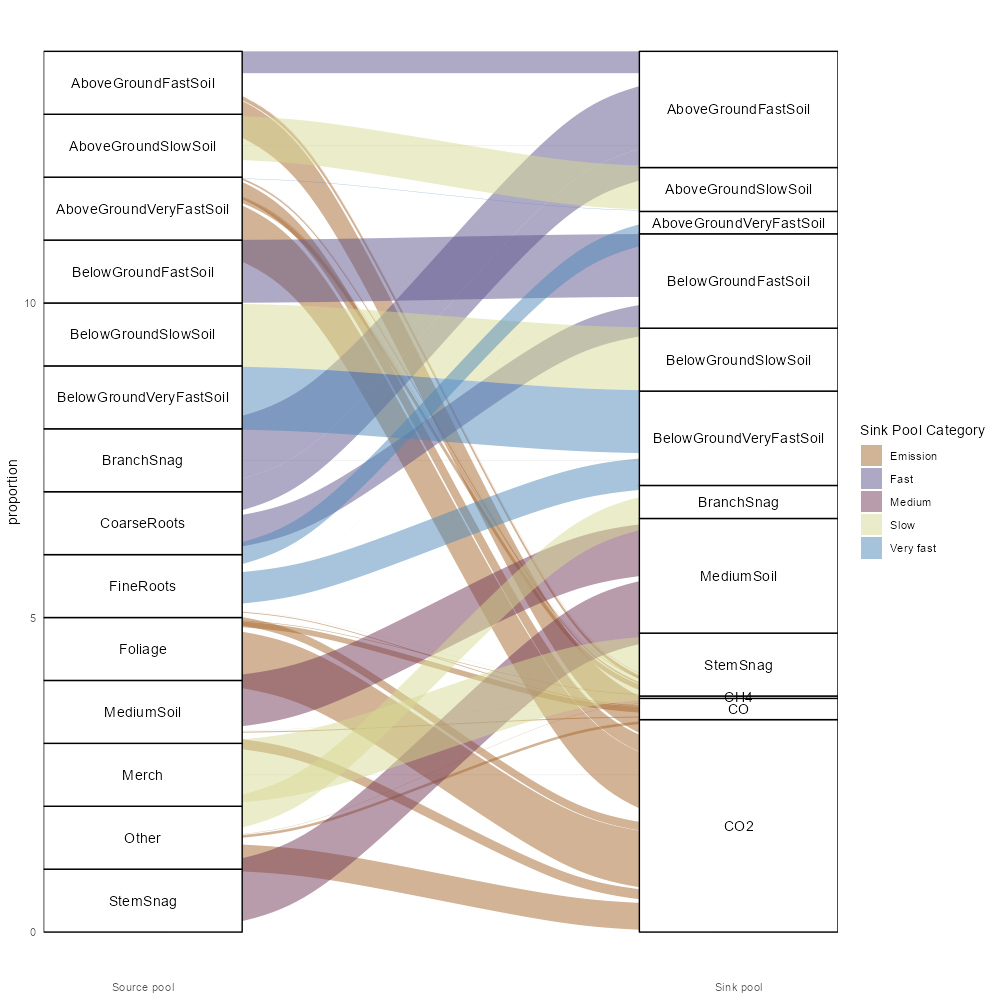 proportion
10
5
0
AboveGroundFastSoil
AboveGroundSlowSoil
AboveGroundVeryFastSoil
BelowGroundFastSoil
BelowGroundSlowSoil
BelowGroundVeryFastSoil
BranchSnag
CoarseRoots
FineRoots
Foliage
MediumSoil
Merch
Other
StemSnag
AboveGroundFastSoil
AboveGroundSlowSoil
AboveGroundVeryFastSoil
BelowGroundFastSoil
BelowGroundSlowSoil
BelowGroundVeryFastSoil
BranchSnag
MediumSoil
StemSnag
CH4
CO
CO2
Source pool
Sink pool
Sink Pool Category
Emission
Fast
Medium
Slow
Very fast